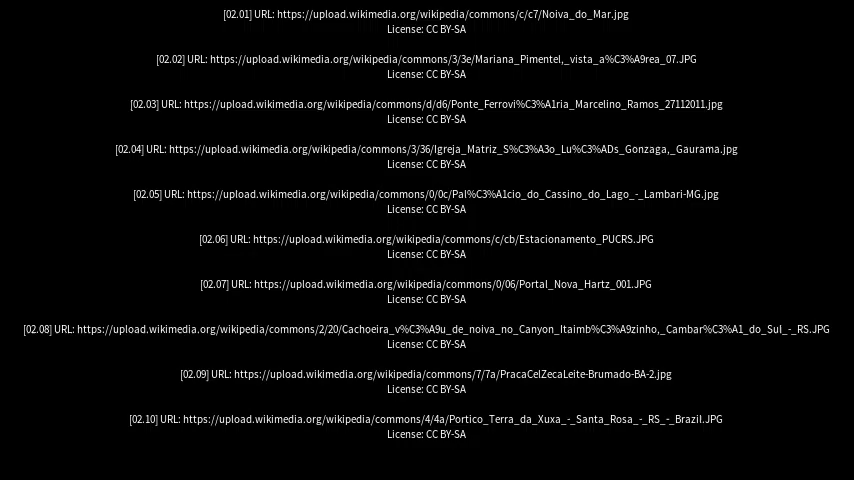 [02.01] URL: https://upload.wikimedia.org/wikipedia/commons/c/c7/Noiva_do_Mar.jpg
License: CC BY-SA
[02.02] URL: https://upload.wikimedia.org/wikipedia/commons/3/3e/Mariana_Pimentel,_vista_a%C3%A9rea_07.JPG
License: CC BY-SA
[02.03] URL: https://upload.wikimedia.org/wikipedia/commons/d/d6/Ponte_Ferrovi%C3%A1ria_Marcelino_Ramos_27112011.jpg
License: CC BY-SA
[02.04] URL: https://upload.wikimedia.org/wikipedia/commons/3/36/Igreja_Matriz_S%C3%A3o_Lu%C3%ADs_Gonzaga,_Gaurama.jpg
License: CC BY-SA
[02.05] URL: https://upload.wikimedia.org/wikipedia/commons/0/0c/Pal%C3%A1cio_do_Cassino_do_Lago_-_Lambari-MG.jpg
License: CC BY-SA
[02.06] URL: https://upload.wikimedia.org/wikipedia/commons/c/cb/Estacionamento_PUCRS.JPG
License: CC BY-SA
[02.07] URL: https://upload.wikimedia.org/wikipedia/commons/0/06/Portal_Nova_Hartz_001.JPG
License: CC BY-SA
[02.08] URL: https://upload.wikimedia.org/wikipedia/commons/2/20/Cachoeira_v%C3%A9u_de_noiva_no_Canyon_Itaimb%C3%A9zinho,_Cambar%C3%A1_do_Sul_-_RS.JPG
License: CC BY-SA
[02.09] URL: https://upload.wikimedia.org/wikipedia/commons/7/7a/PracaCelZecaLeite-Brumado-BA-2.jpg
License: CC BY-SA
[02.10] URL: https://upload.wikimedia.org/wikipedia/commons/4/4a/Portico_Terra_da_Xuxa_-_Santa_Rosa_-_RS_-_Brazil.JPG
License: CC BY-SA